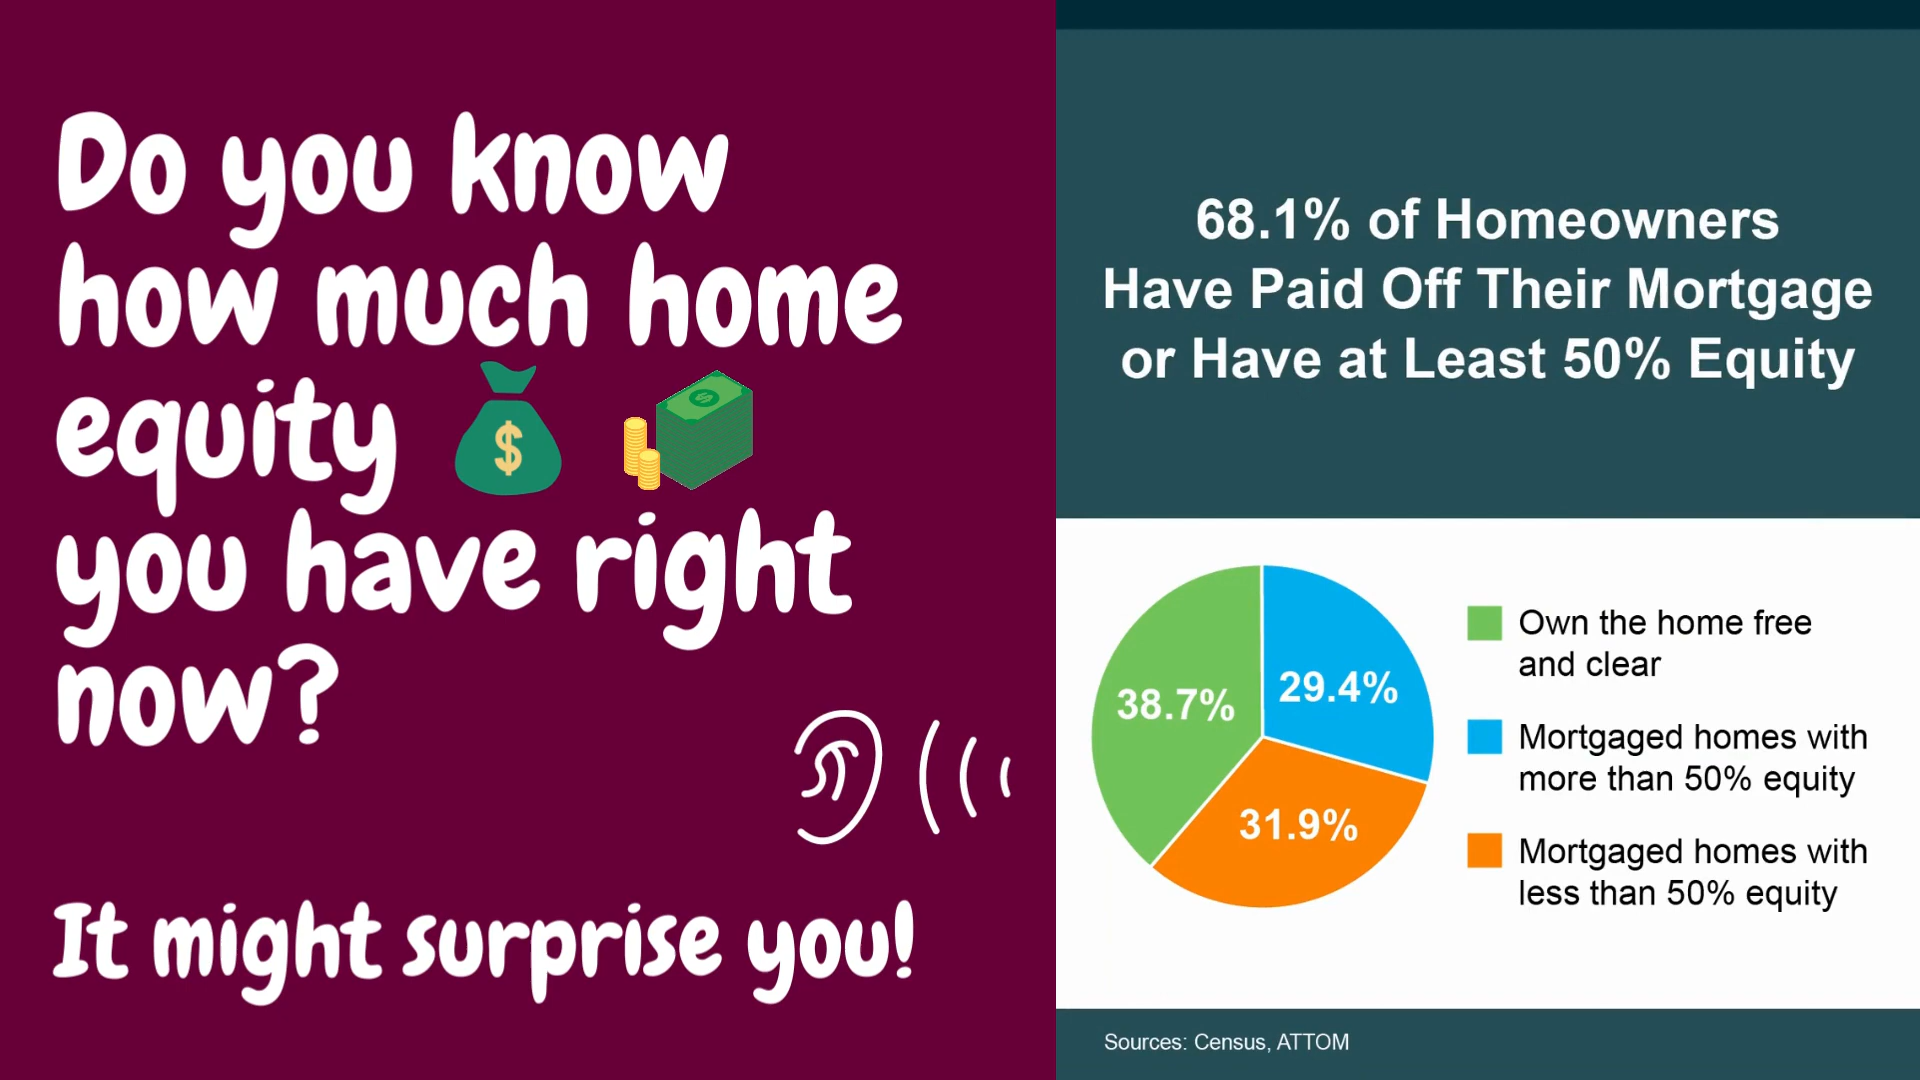 Do you know
how much home
equity
you have right
now?
It might surprise you!
68.1% of Homeowners
Have Paid Off Their Mortgage
or Have at Least 50% Equity
38.7%
29.4%
31.9%
Own the home free
and clear
Mortgaged homes with
more than 50% equity
Mortgaged homes with
less than 50% equity
Sources: Census, ATTOM